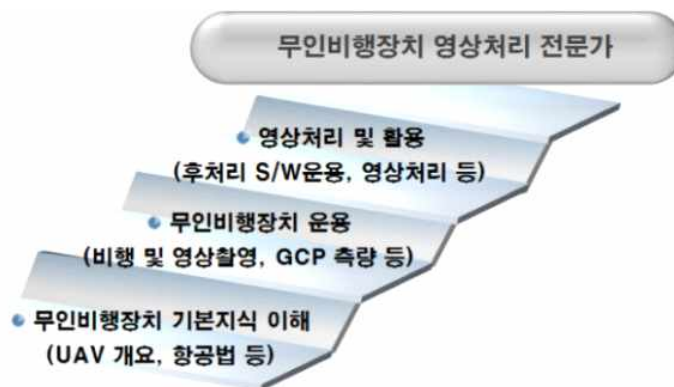 무인비행장치 영상처리 전문가
영상처리 및 활용
(후처리 S/W운용, 영상처리 등)
무인비행장치 운용
(비행 및 영상촬영, GCP 측량 등)
무인비행장치 기본지식 이해
(UAV 개요, 항공법 등)